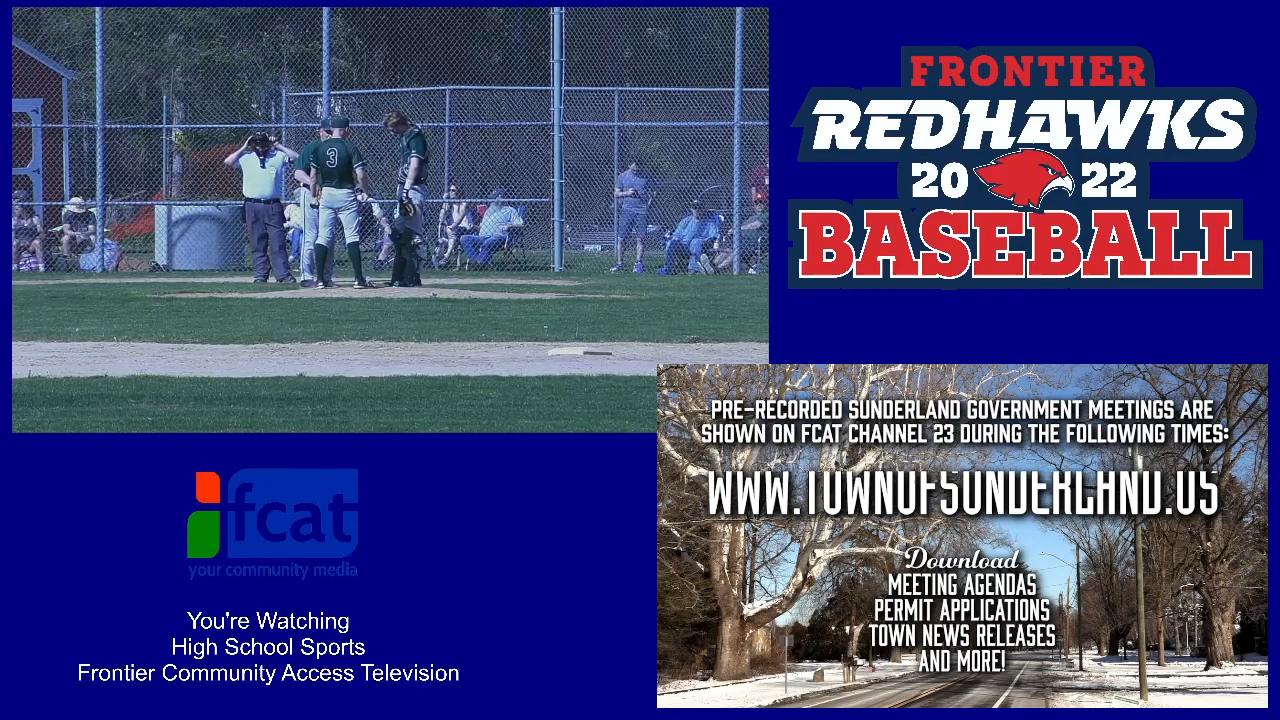 3
FRONTIER
REDHAWKS
20 22
BASEBALL
PRE-RECORDED SUNDERLAND GOVERNMENT MEETINGS ARE
SHOWN ON FCAT CHANNEL 23 DURING THE FOLLOWING TIMES:
WWW.TOWNOFSUNDERLAND.US
Download
MEETING AGENDAS
PERMIT APPLICATIONS
TOWN NEWS RELEASES
AND MORE!
fcat
your community media
You're Watching
High School Sports
Frontier Community Access Television